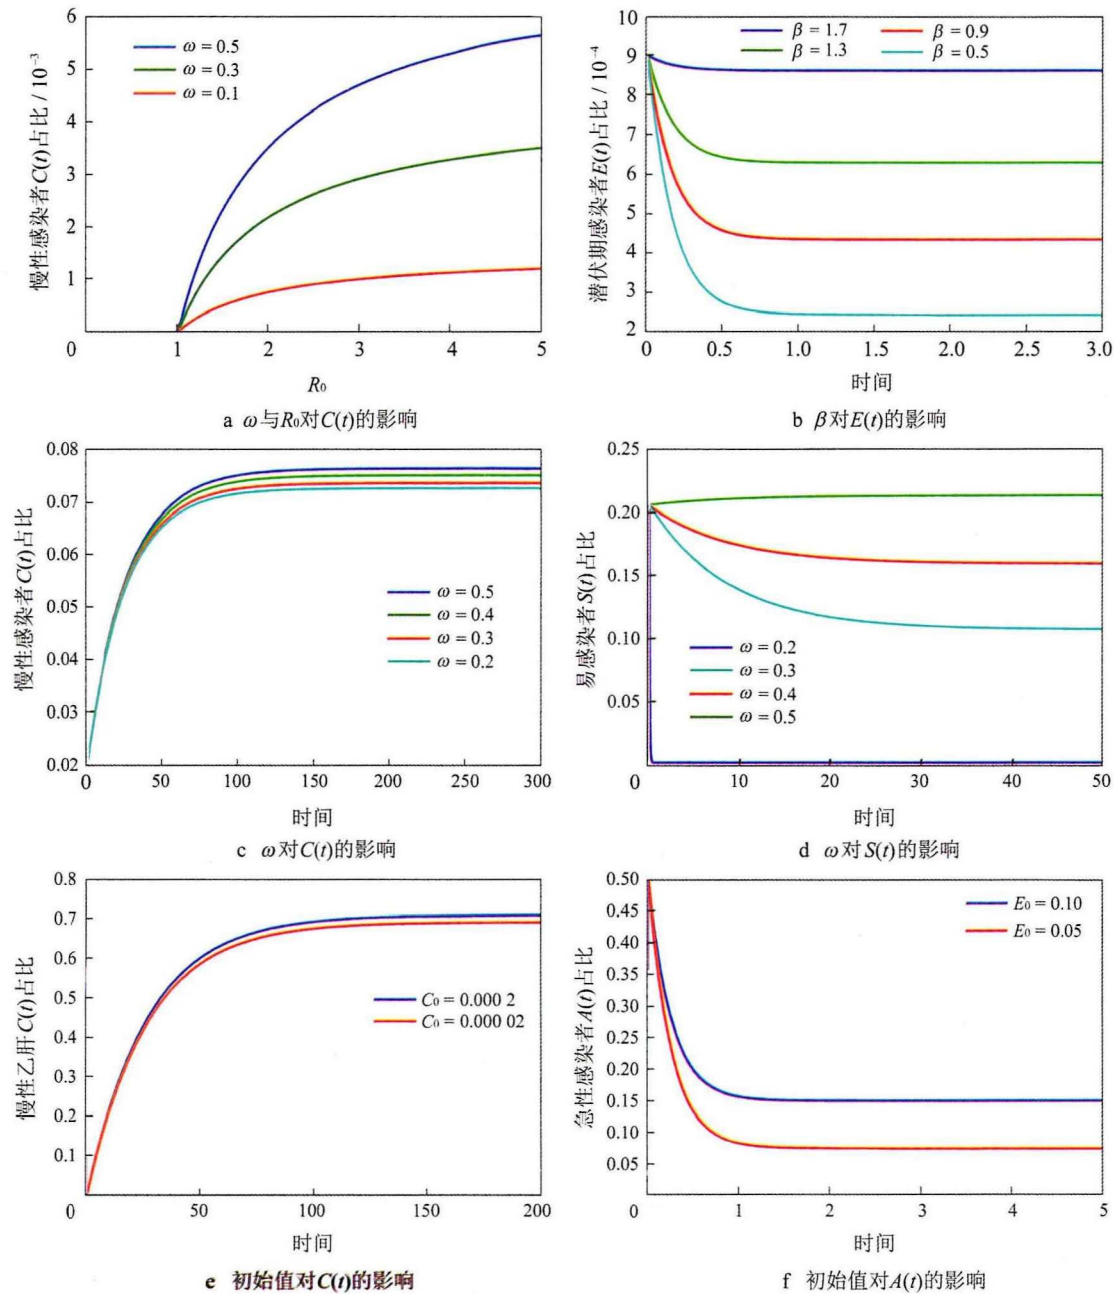 6
5
4
3
2
1
0
1
2
3
4
5
ω = 0.5
ω = 0.3
ω = 0.1
慢性感染者C(t)占比 / 10⁻³
R₀
a ω与R₀对C(t)的影响
10
9
8
7
6
5
4
3
2
0
0.5
1.0
1.5
2.0
2.5
3.0
β = 1.7
β = 0.9
β = 1.3
β = 0.5
潜伏期感染者E(t)占比 / 10⁻⁴
时间
b β对E(t)的影响
0.08
0.07
0.06
0.05
0.04
0.03
0.02
0
50
100
150
200
250
300
ω = 0.5
ω = 0.4
ω = 0.3
ω = 0.2
慢性感染者C(t)占比
时间
c ω对C(t)的影响
0.25
0.20
0.15
0.10
0.05
0
10
20
30
40
50
ω = 0.2
ω = 0.3
ω = 0.4
ω = 0.5
易感染者S(t)占比
时间
d ω对S(t)的影响
0.8
0.7
0.6
0.5
0.4
0.3
0.2
0.1
0
50
100
150
200
C₀ = 0.000 2
C₀ = 0.000 02
慢性乙肝C(t)占比
时间
e 初始值对C(t)的影响
0.50
0.45
0.40
0.35
0.30
0.25
0.20
0.15
0.10
0.05
0
1
2
3
4
5
E₀ = 0.10
E₀ = 0.05
急性感染者A(t)占比
时间
f 初始值对A(t)的影响